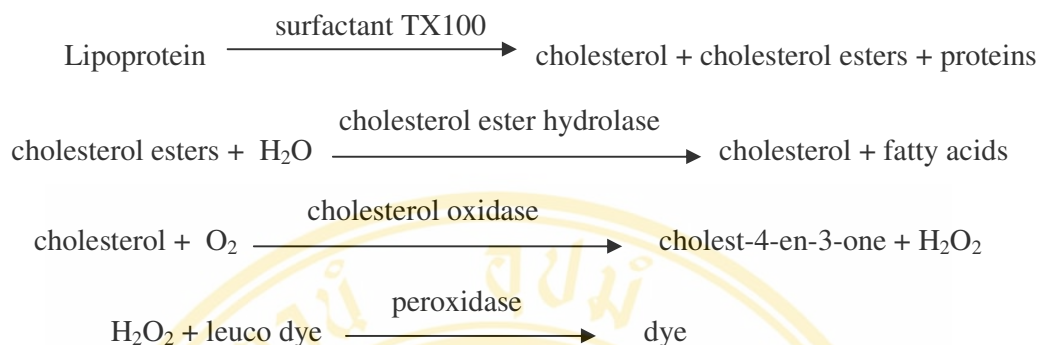 surfactant TX100
Lipoprotein → cholesterol + cholesterol esters + proteins
cholesterol ester hydrolase
cholesterol esters + H₂O → cholesterol + fatty acids
cholesterol oxidase
cholesterol + O₂ → cholest-4-en-3-one + H₂O₂
peroxidase
H₂O₂ + leuco dye → dye